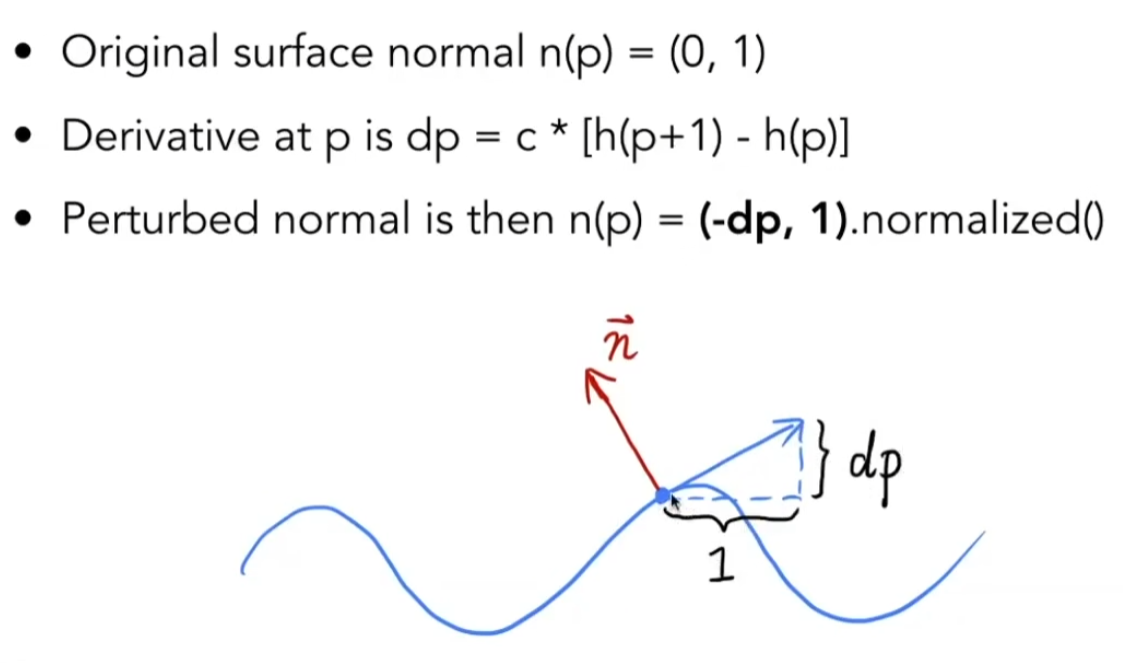 • Original surface normal n(p) = (0, 1)
• Derivative at p is dp = c * [h(p+1) - h(p)]
• Perturbed normal is then n(p) = (-dp, 1).normalized()
n⃗
dp
1